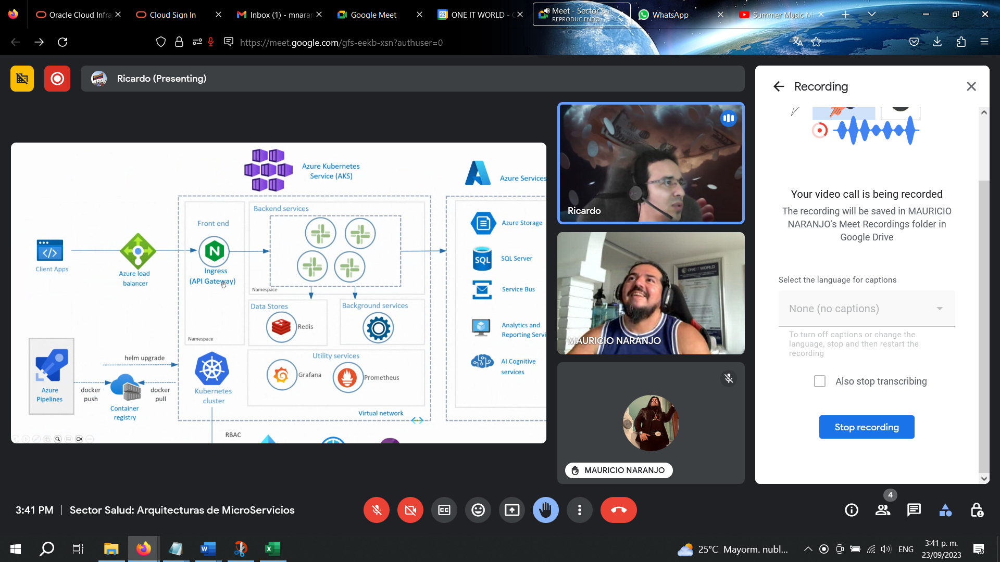 Oracle Cloud Infra
Cloud Sign In
Inbox (1) - mnaran
Google Meet
23
ONE IT WORLD - C
Meet - Sector Sal
REPRODUCIENDO
WhatsApp
Summer Music M
https://meet.google.com/gfs-eekb-xsn?authuser=0
Ricardo (Presenting)
Azure Kubernetes
Service (AKS)
Azure Services
Backend services
Front end
Client Apps
Azure load
balancer
N
Ingress
(API Gateway)
Namespace
Data Stores
Redis
Background services
Namespace
Utility services
Grafana
Prometheus
Kubernetes
cluster
Virtual network
helm upgrade
Azure
Pipelines
docker
push
docker
pull
Container
registry
RBAC
Azure Storage
SQL
SQL Server
Service Bus
Analytics and
Reporting Servi
AI Cognitive
services
Ricardo
ONE IT WORLD
MAURICIO NARANJO
MAURICIO NARANJO
Recording
Your video call is being recorded
The recording will be saved in MAURICIO
NARANJO's Meet Recordings folder in
Google Drive
Select the language for captions
None (no captions)
To turn off captions or change the
language, stop and then restart the
recording
Also stop transcribing
Stop recording
3:41 PM
Sector Salud: Arquitecturas de MicroServicios
CC
4
W
X
25°C Mayorm. nubl...
ENG
3:41 p. m.
23/09/2023